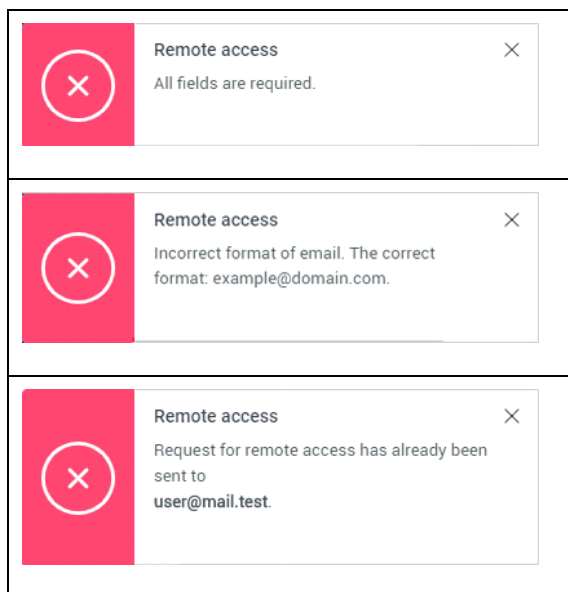 Remote access
All fields are required.
Remote access
Incorrect format of email. The correct
format: example@domain.com.
Remote access
Request for remote access has already been
sent to
user@mail.test.